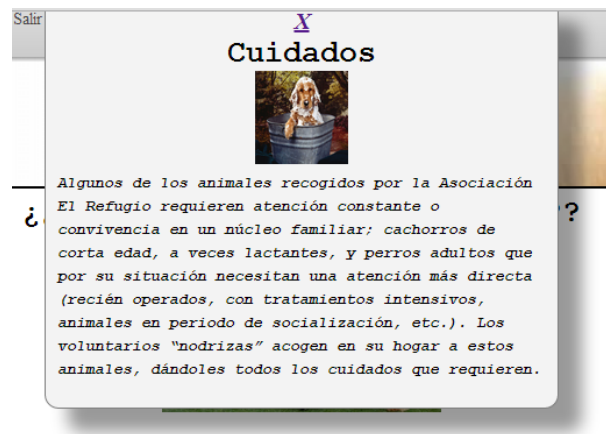 Salir
X
Cuidados
Algunos de los animales recogidos por la Asociación
El Refugio requieren atención constante o
convivencia en un núcleo familiar; cachorros de
corta edad, a veces lactantes, y perros adultos que
por su situación necesitan una atención más directa
(recién operados, con tratamientos intensivos,
animales en periodo de socialización, etc.). Los
voluntarios “nodrizas” acogen en su hogar a estos
animales, dándoles todos los cuidados que requieren.
¿
?